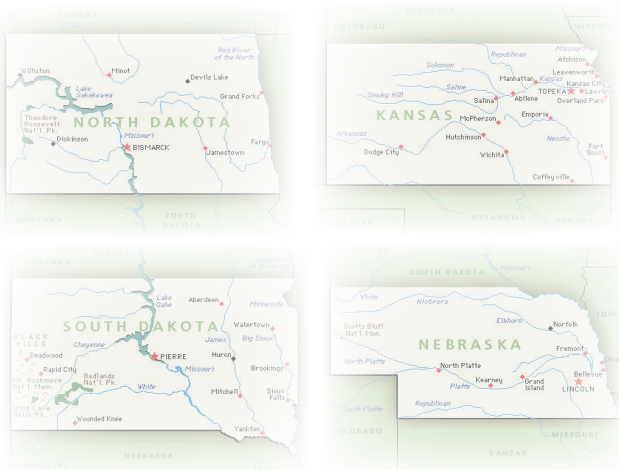 CANADA
Williston
Minot
Devils Lake
Red River
of the North
Lake
Sakakawea
Grand Forks
Theodore
Roosevelt
Nat'l. Pk.
NORTH DAKOTA
Dickinson
Missouri
BISMARCK
Jamestown
Fargo
MONTANA
SOUTH
DAKOTA
COLORADO
Republican
Missouri
Atchison
Solomon
Manhattan
Kansas
Leavenworth
Kansas City
Saline
TOPEKA
Lawre
Smoky Hill
Salina
Abilene
Overland Park
KANSAS
McPherson
Emporia
Arkansas
Hutchinson
Neosho
Dodge City
Wichita
Fort
Scott
Coffeyville
OKLAHOMA
MONTANA
Lake
Oahe
Aberdeen
Minnesota
SOUTH DAKOTA
Watertown
BLACK
HILLS
Cheyenne
James
Big Sioux
Deadwood
PIERRE
Huron
Rapid City
Missouri
Brookings
Mt. Rushmore
Nat'l. Mem.
Badlands
Nat'l. Pk.
White
Mitchell
Sioux
Falls
Wind Cave
Nat'l. Pk.
Wounded Knee
Yankton
NEBRASKA
SOUTH DAKOTA
Missouri
White
Niobrara
Elkhorn
Norfolk
IOWA
Scotts Bluff
Nat'l. Mon.
NEBRASKA
Fremont
North Platte
North Platte
Bellevue
Platte
Kearney
Grand
Island
LINCOLN
South Platte
Republican
COLORADO
MISSOURI
KANSAS